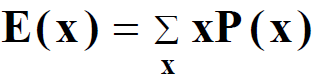 E(x) = Σ xP(x)
x